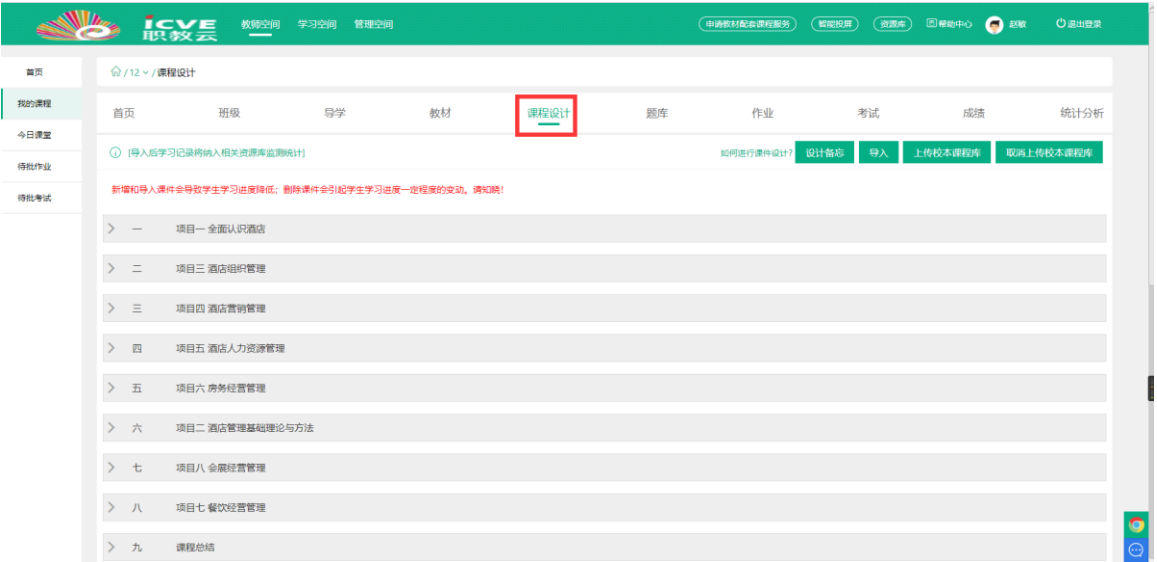 icve
职教云
教师空间 学习空间 管理空间 申请教材配套课程服务 智能投屏 资源库 帮助中心 赵敏 退出登录
首页
我的课程
今日课堂
待批作业
待批考试
/ 12 / 课程设计
首页 班级 导学 教材 课程设计 题库 作业 考试 成绩 统计分析
[导入后学习记录将纳入相关资源库监测统计] 如何进行课件设计? 设计备忘 导入 上传校本课程库 取消上传校本课程库
新增和导入课件会导致学生学习进度降低; 删除课件会引起学生学习进度一定程度的变动。请知晓!
一 项目一 全面认识酒店
二 项目三 酒店组织管理
三 项目四 酒店营销管理
四 项目五 酒店人力资源管理
五 项目六 房务经营管理
六 项目二 酒店管理基础理论与方法
七 项目八 会展经营管理
八 项目七 餐饮经营管理
九 课程总结